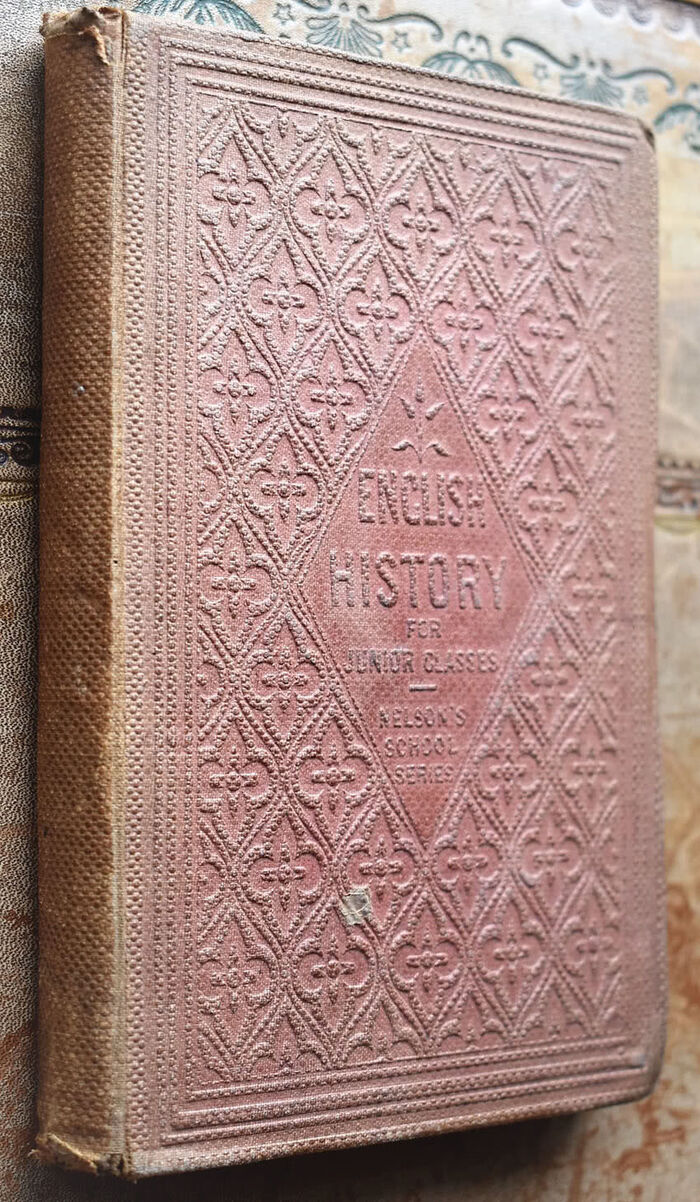 ENGLISH
HISTORY
FOR
JUNIOR CLASSES
NELSON'S
SCHOOL
SERIES